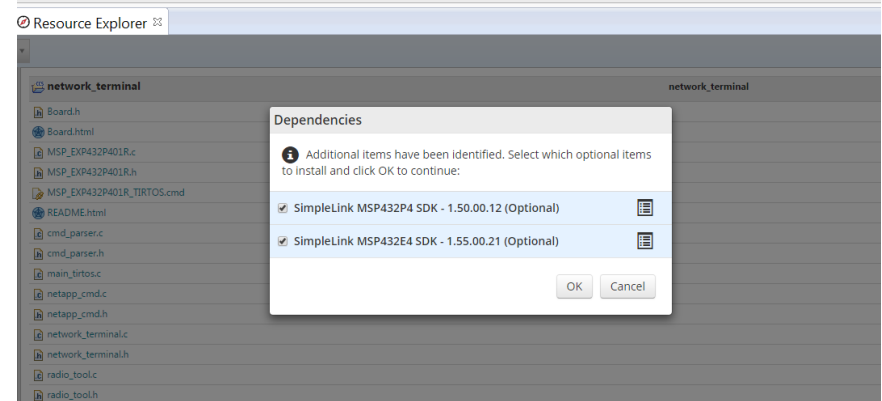 Resource Explorer
network_terminal
network_terminal
Board.h
Board.html
MSP_EXP432P401R.c
MSP_EXP432P401R.h
MSP_EXP432P401R_TIRTOS.cmd
README.html
cmd_parser.c
cmd_parser.h
main_tirtos.c
netapp_cmd.c
netapp_cmd.h
network_terminal.c
network_terminal.h
radio_tool.c
radio_tool.h
Dependencies
Additional items have been identified. Select which optional items
to install and click OK to continue:
SimpleLink MSP432P4 SDK - 1.50.00.12 (Optional)
SimpleLink MSP432E4 SDK - 1.55.00.21 (Optional)
OK
Cancel